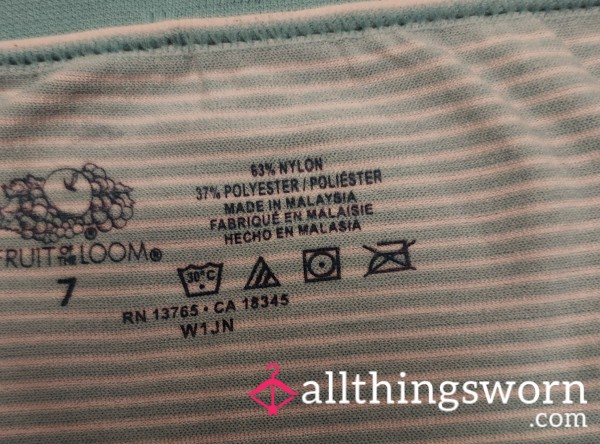 63% NYLON
37% POLYESTER / POLIÉSTER
MADE IN MALAYSIA
FABRIQUÉ EN MALAISIE
HECHO EN MALASIA
FRUIT OF THE LOOM®
7
30°C
RN 13765 • CA 18345
W1JN
allthingsworn
.com